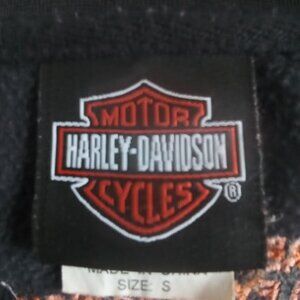 MOTOR
HARLEY-DAVIDSON
CYCLES
®
MADE IN CHINA
SIZE: S